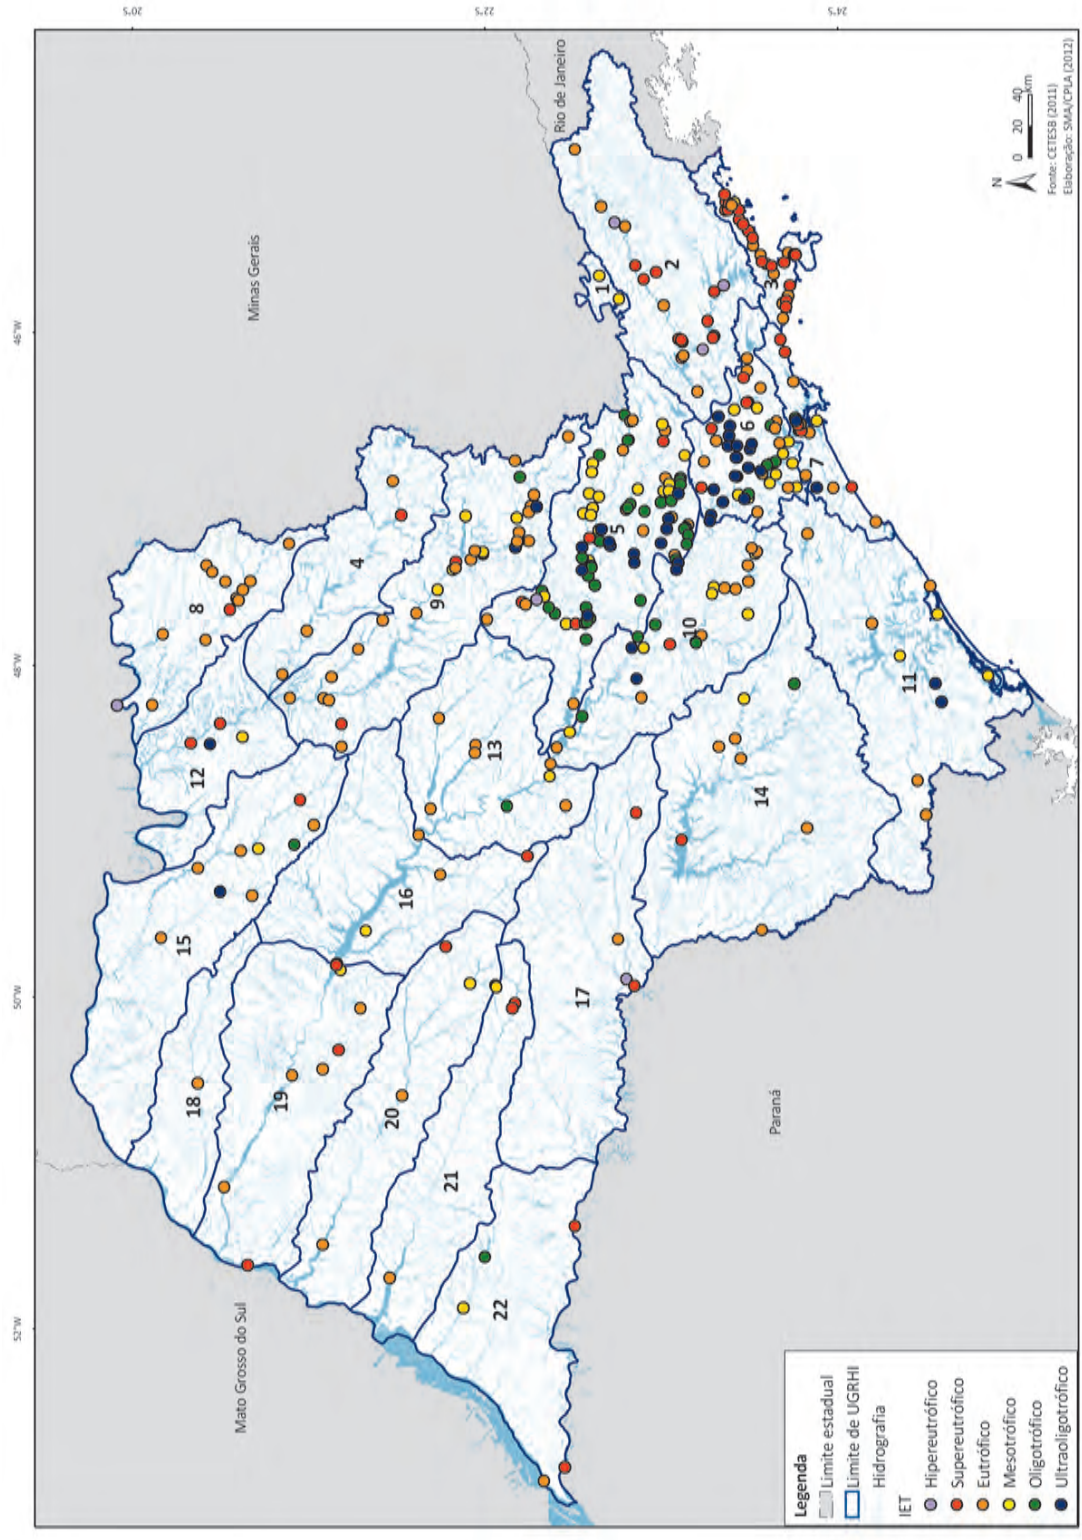 52°W
50°W
48°W
46°W
20°S
22°S
24°S
Mato Grosso do Sul
Minas Gerais
Rio de Janeiro
Paraná
1
2
3
4
5
6
7
8
9
10
11
12
13
14
15
16
17
18
19
20
21
22
Legenda
Limite estadual
Limite de UGRHI
Hidrografia
IET
Hipereutrófico
Supereutrófico
Eutrófico
Mesotrófico
Oligotrófico
Ultraoligotrófico
N
0 20 40
km
Fonte: CETESB (2011)
Elaboração: SMA/CPLA (2012)